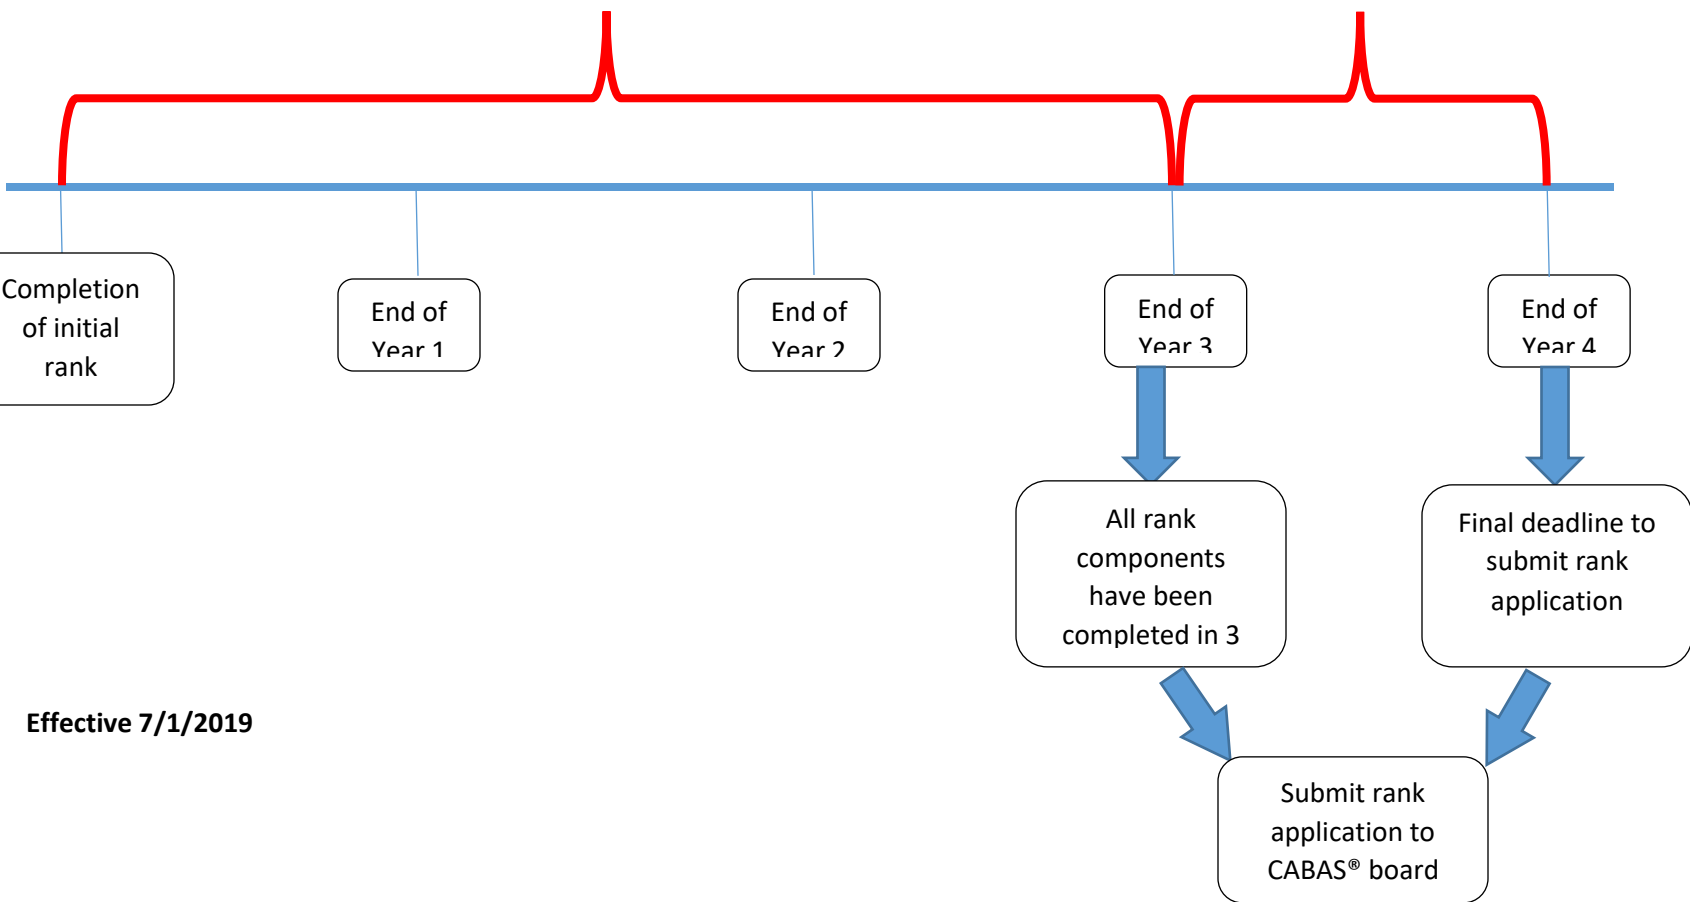 Completion
of initial
rank
End of
Year 1
End of
Year 2
End of
Year 3
End of
Year 4
All rank
components
have been
completed in 3
Final deadline to
submit rank
application
Effective 7/1/2019
Submit rank
application to
CABAS® board